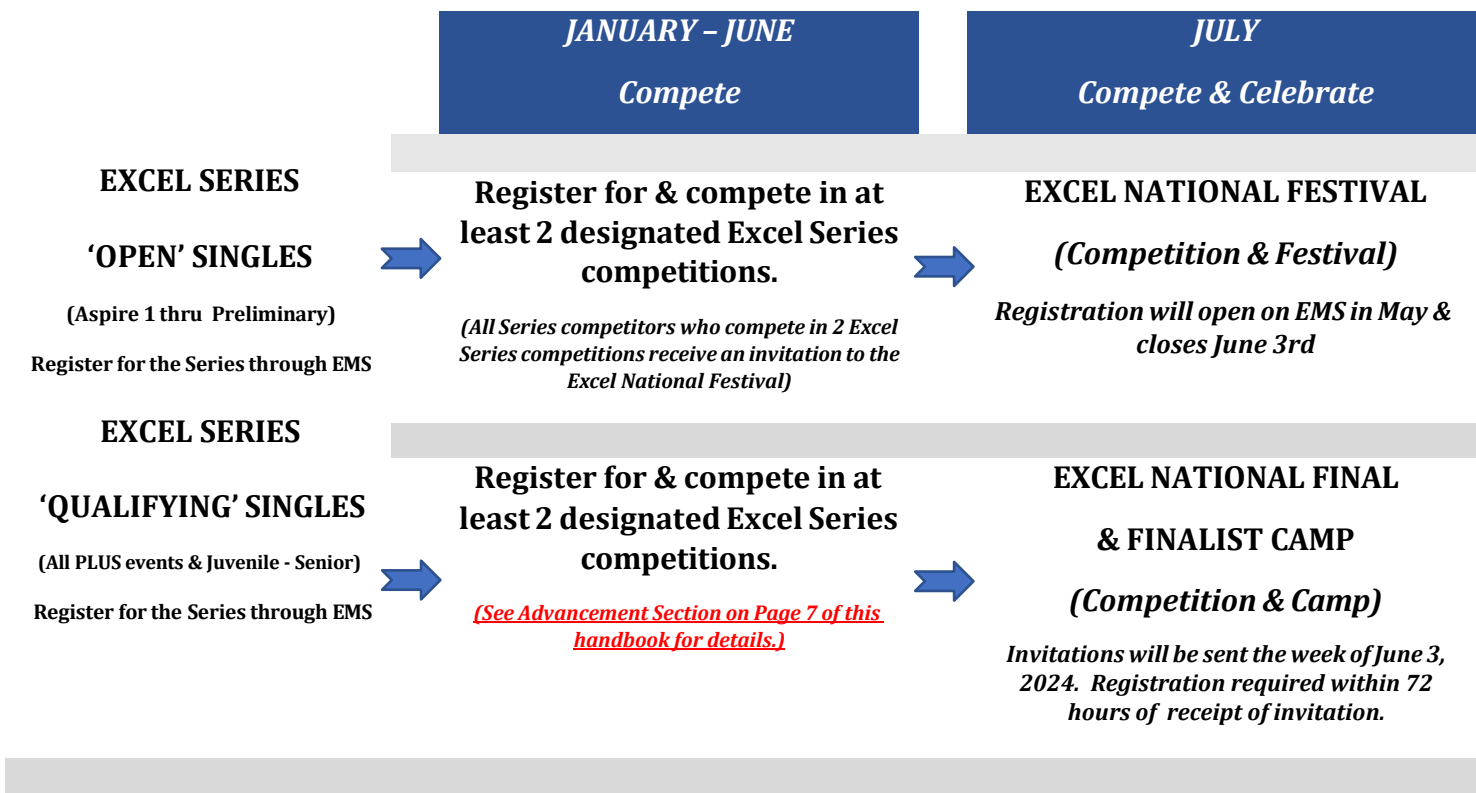 JANUARY – JUNE
Compete
JULY
Compete & Celebrate
EXCEL SERIES
‘OPEN’ SINGLES
(Aspire 1 thru Preliminary)
Register for the Series through EMS
Register for & compete in at
least 2 designated Excel Series
competitions.
(All Series competitors who compete in 2 Excel
Series competitions receive an invitation to the
Excel National Festival)
EXCEL NATIONAL FESTIVAL
(Competition & Festival)
Registration will open on EMS in May &
closes June 3rd
EXCEL SERIES
‘QUALIFYING’ SINGLES
(All PLUS events & Juvenile - Senior)
Register for the Series through EMS
Register for & compete in at
least 2 designated Excel Series
competitions.
(See Advancement Section on Page 7 of this
handbook for details.)
EXCEL NATIONAL FINAL
& FINALIST CAMP
(Competition & Camp)
Invitations will be sent the week of June 3,
2024. Registration required within 72
hours of receipt of invitation.